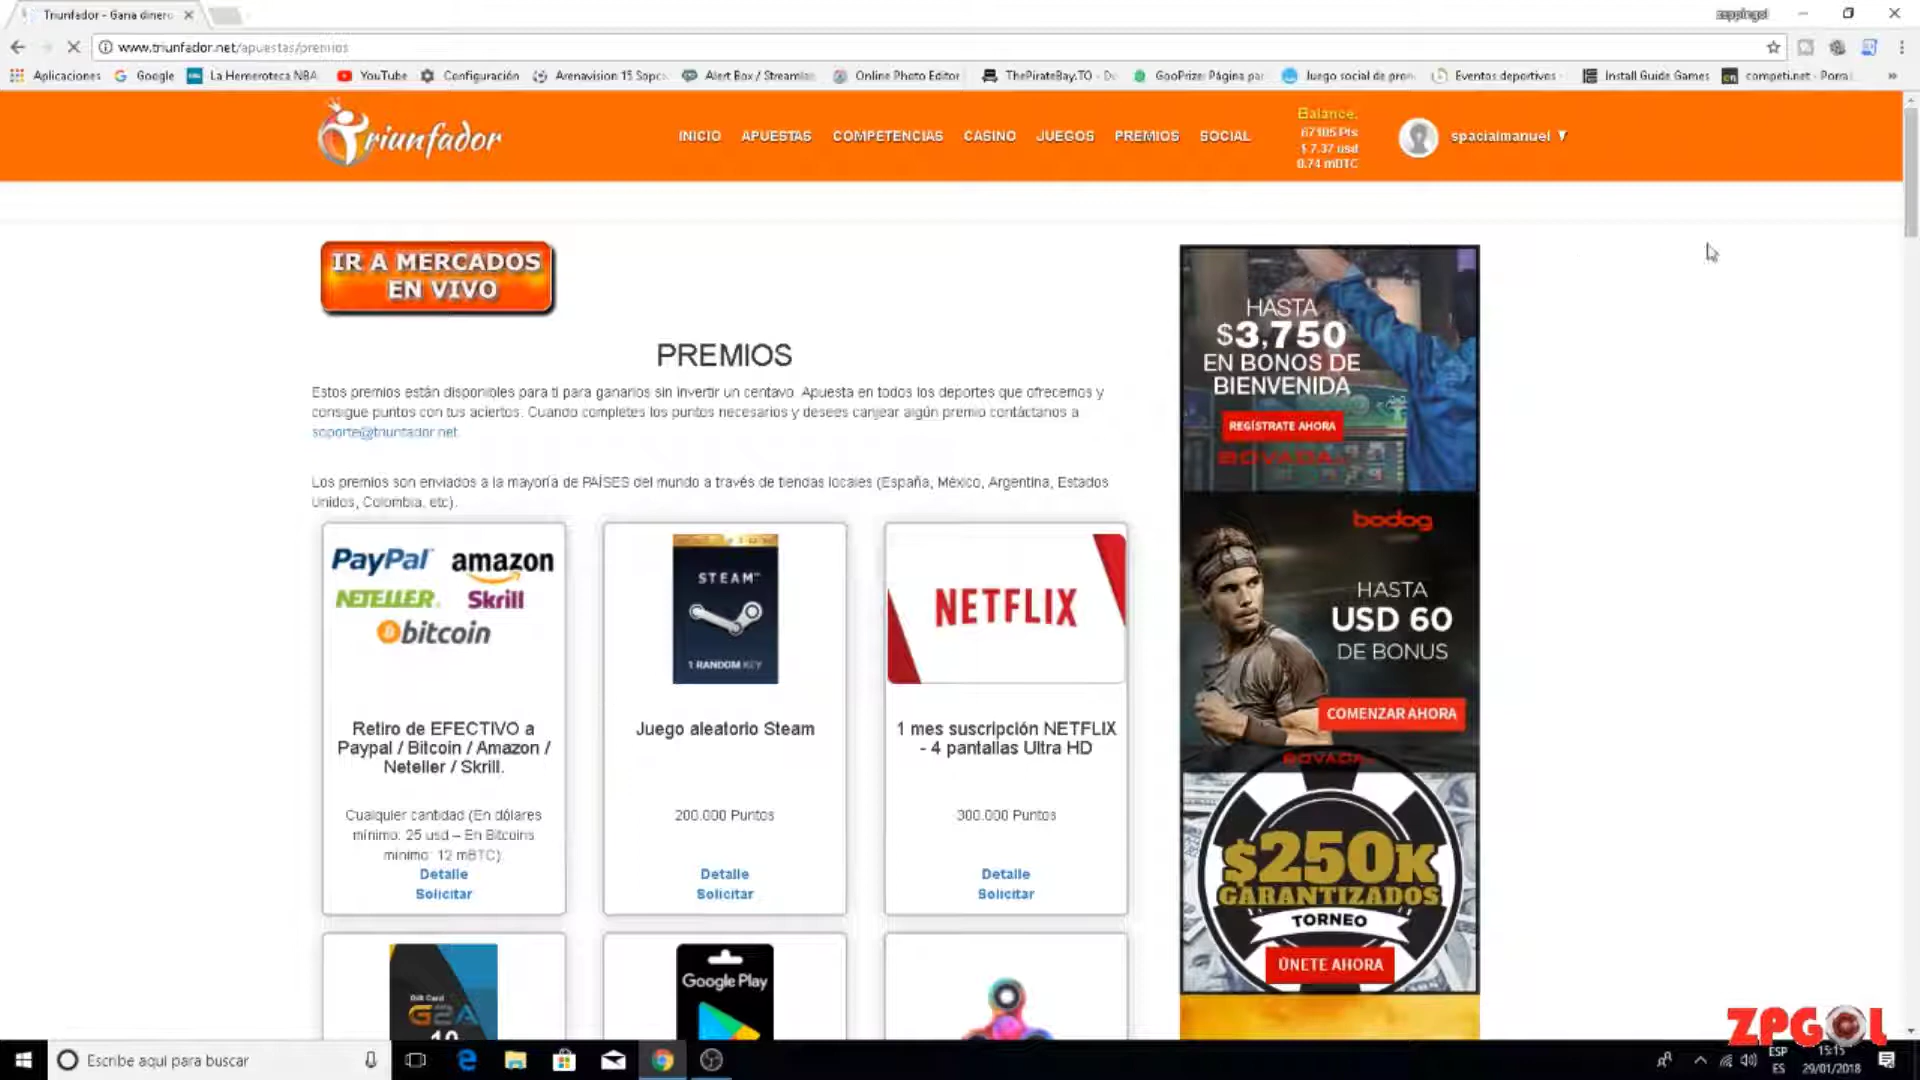 Triunfador - Gana dinero
zeppingol
www.triunfador.net/apuestas/premios
Aplicaciones Google La Hemeroteca NBA YouTube Configuración Arenavision 15 Sopc Alert Box / Streamlab Online Photo Editor ThePirateBay.TO - Do GooPrize: Página par Juego social de pron Eventos deportivos Install Guide Games competi.net - Porra »
Triunfador
INICIO APUESTAS COMPETENCIAS CASINO JUEGOS PREMIOS SOCIAL
Balance:
67105 Pts
$ 7.37 usd
0.74 mBTC
spacialmanuel ▼
IR A MERCADOS
EN VIVO
PREMIOS
Estos premios están disponibles para ti para ganarlos sin invertir un centavo. Apuesta en todos los deportes que ofrecemos y
consigue puntos con tus aciertos. Cuando completes los puntos necesarios y desees canjear algún premio contáctanos a
soporte@triunfador.net
Los premios son enviados a la mayoría de PAÍSES del mundo a través de tiendas locales (España, México, Argentina, Estados
Unidos, Colombia, etc).
PayPal amazon
NETELLER Skrill
bitcoin
Retiro de EFECTIVO a
Paypal / Bitcoin / Amazon /
Neteller / Skrill.
Cualquier cantidad (En dólares
mínimo: 25 usd – En Bitcoins
mínimo: 12 mBTC)
Detalle
Solicitar
STEAM™
1 RANDOM KEY
Juego aleatorio Steam
200.000 Puntos
Detalle
Solicitar
NETFLIX
1 mes suscripción NETFLIX
- 4 pantallas Ultra HD
300.000 Puntos
Detalle
Solicitar
Gift Card
G2A
10
Google Play
HASTA
$3,750
EN BONOS DE
BIENVENIDA
REGÍSTRATE AHORA
BOVADA
bodog
HASTA
USD 60
DE BONUS
COMENZAR AHORA
BOVADA
$250K
GARANTIZADOS
TORNEO
ÚNETE AHORA
ZPGOL
Escribe aquí para buscar
ESP
ES
15:15
29/01/2018